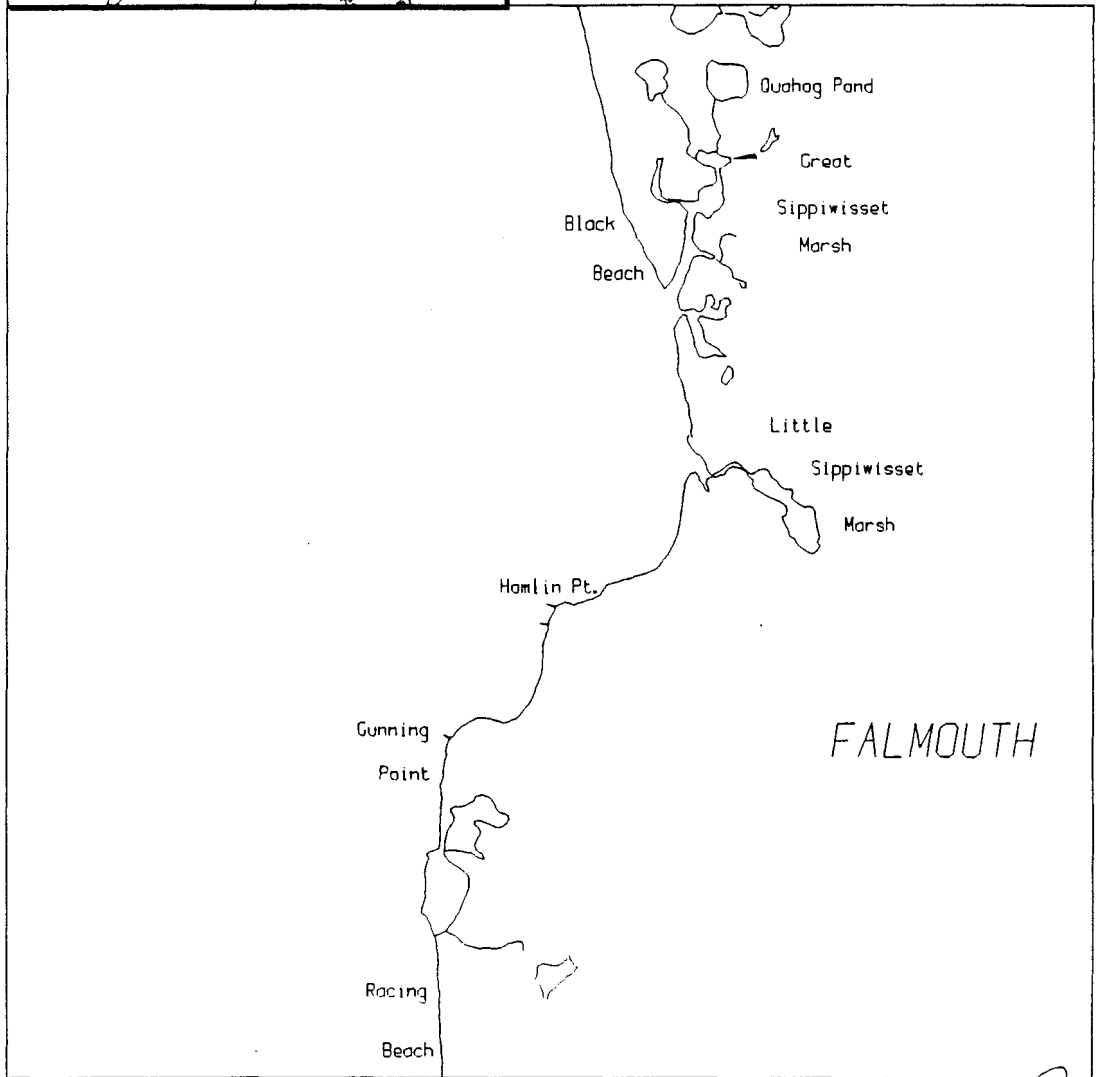 Quahog Pond
Great
Sippiwisset
Marsh
Black
Beach
Little
Sippiwisset
Marsh
Hamlin Pt.
Gunning
Point
FALMOUTH
Racing
Beach